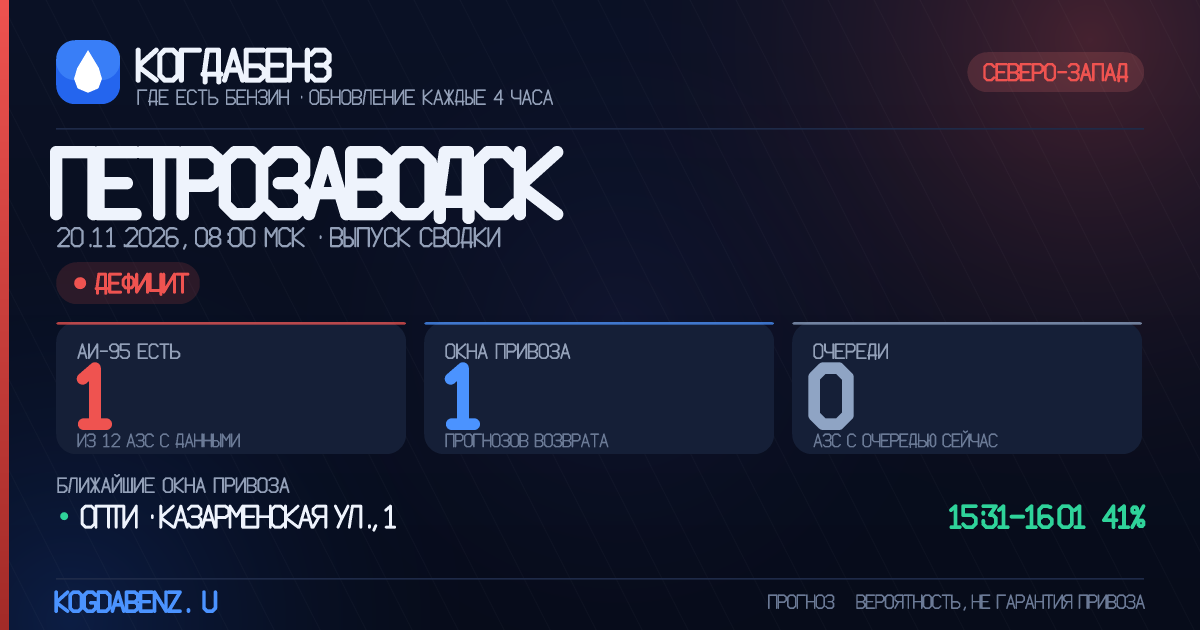 КОГДАБЕНЗ
ГДЕ ЕСТЬ БЕНЗИН · ОБНОВЛЕНИЕ КАЖДЫЕ 4 ЧАСА
СЕВЕРО-ЗАПАД
ПЕТРОЗАВОДСК
20.11.2026, 08:00 МСК · ВЫПУСК СВОДКИ
ДЕФИЦИТ
АИ-95 ЕСТЬ
1
ИЗ 12 АЗС С ДАННЫМИ
ОКНА ПРИВОЗА
1
ПРОГНОЗОВ ВОЗВРАТА
ОЧЕРЕДИ
0
АЗС С ОЧЕРЕДЬЮ СЕЙЧАС
БЛИЖАЙШИЕ ОКНА ПРИВОЗА
• ОПТИ · КАЗАРМЕНСКАЯ УЛ., 1
15:31–16:01 41%
KOGDABENZ. U
ПРОГНОЗ ВЕРОЯТНОСТЬ, НЕ ГАРАНТИЯ ПРИВОЗА